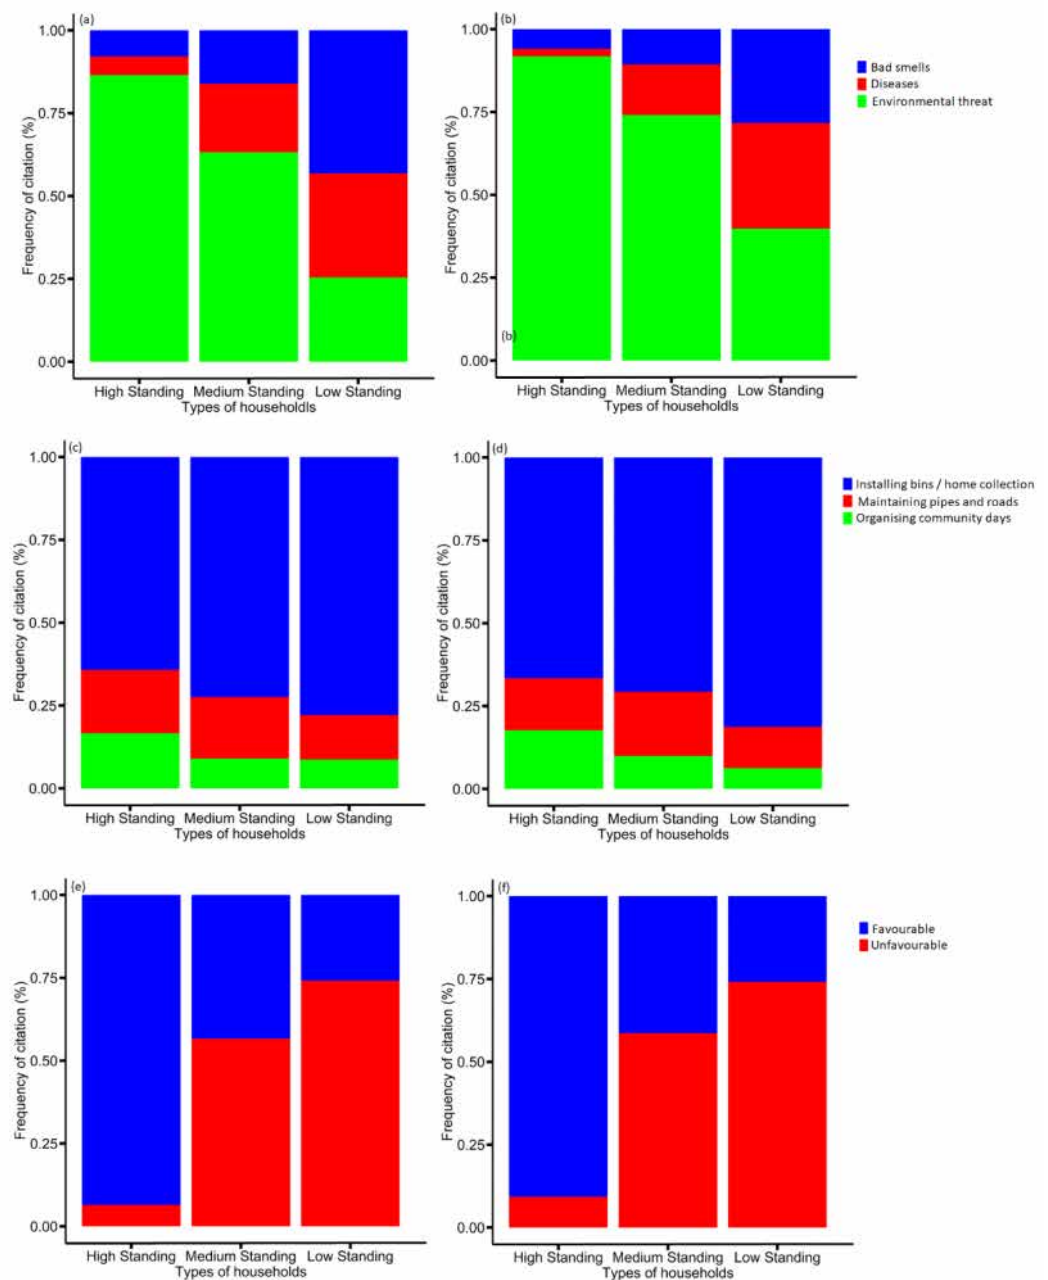 (a)
Frequency of citation (%)
1.00
0.75
0.50
0.25
0.00
High Standing Medium Standing Low Standing
Types of householdls
(b)
Frequency of citation (%)
1.00
0.75
0.50
0.25
0.00
(b)
High Standing Medium Standing Low Standing
Types of householdls
Bad smells
Diseases
Environmental threat
(c)
Frequency of citation (%)
1.00
0.75
0.50
0.25
0.00
High Standing Medium Standing Low Standing
Types of households
(d)
Frequency of citation (%)
1.00
0.75
0.50
0.25
0.00
High Standing Medium Standing Low Standing
Types of households
Installing bins / home collection
Maintaining pipes and roads
Organising community days
(e)
Frequency of citation (%)
1.00
0.75
0.50
0.25
0.00
High Standing Medium Standing Low Standing
Types of households
(f)
Frequency of citation (%)
1.00
0.75
0.50
0.25
0.00
High Standing Medium Standing Low Standing
Types of households
Favourable
Unfavourable